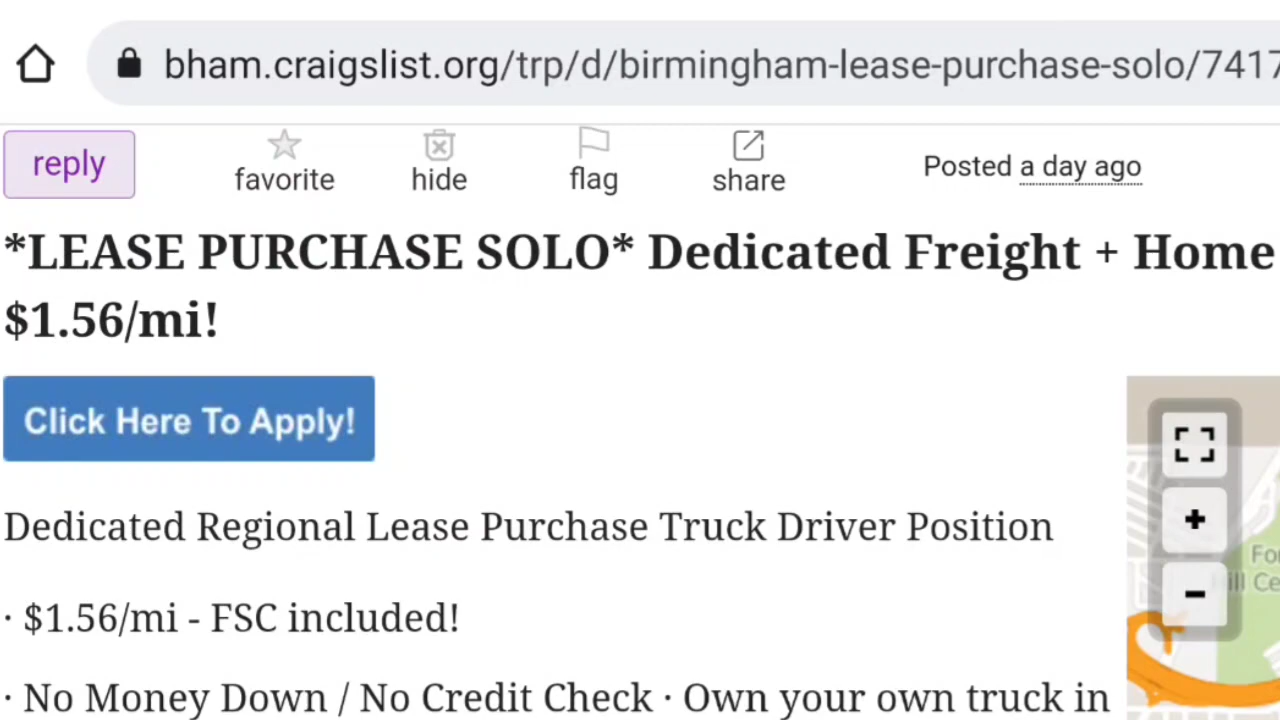 bham.craigslist.org/trp/d/birmingham-lease-purchase-solo/7417
reply
favorite
hide
flag
share
Posted a day ago
*LEASE PURCHASE SOLO* Dedicated Freight + Home
$1.56/mi!
Click Here To Apply!
Dedicated Regional Lease Purchase Truck Driver Position
· $1.56/mi - FSC included!
· No Money Down / No Credit Check · Own your own truck in